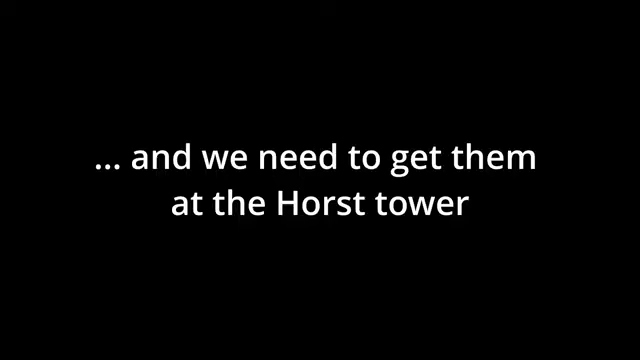 ... and we need to get them
at the Horst tower